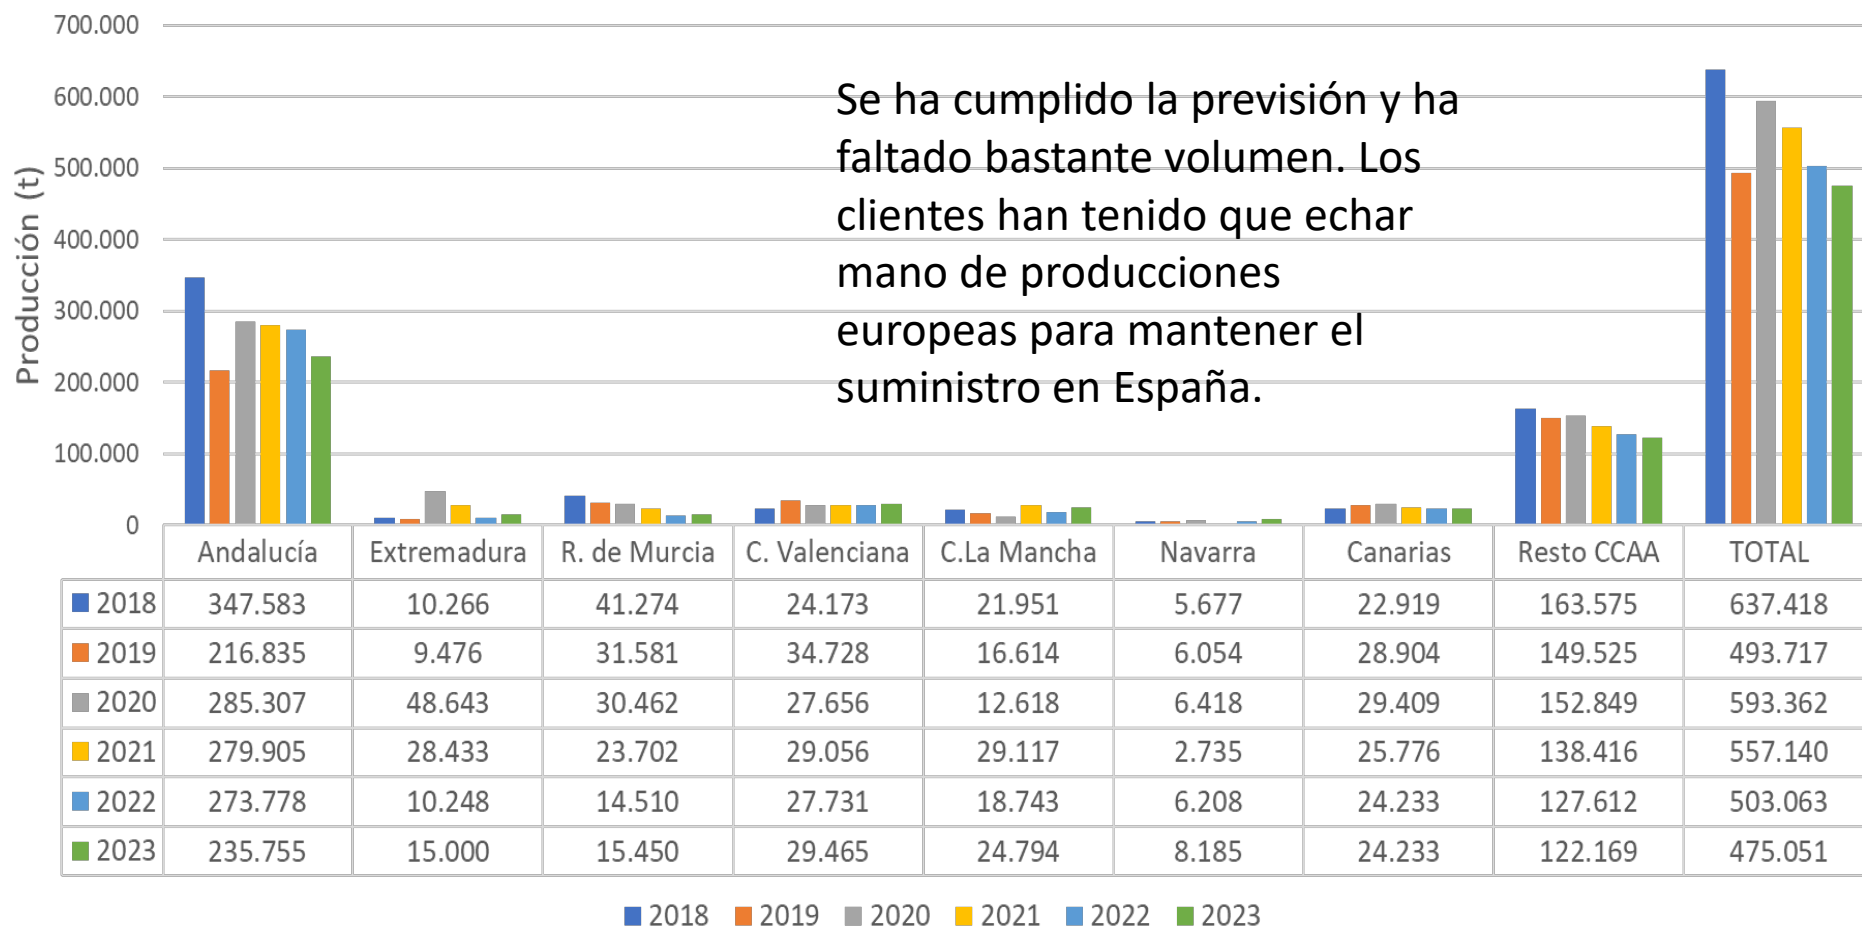 700.000
600.000
500.000
400.000
300.000
200.000
100.000
0
Producción (t)
Se ha cumplido la previsión y ha
faltado bastante volumen. Los
clientes han tenido que echar
mano de producciones
europeas para mantener el
suministro en España.
Andalucía Extremadura R. de Murcia C. Valenciana C.La Mancha Navarra Canarias Resto CCAA TOTAL
2018 347.583 10.266 41.274 24.173 21.951 5.677 22.919 163.575 637.418
2019 216.835 9.476 31.581 34.728 16.614 6.054 28.904 149.525 493.717
2020 285.307 48.643 30.462 27.656 12.618 6.418 29.409 152.849 593.362
2021 279.905 28.433 23.702 29.056 29.117 2.735 25.776 138.416 557.140
2022 273.778 10.248 14.510 27.731 18.743 6.208 24.233 127.612 503.063
2023 235.755 15.000 15.450 29.465 24.794 8.185 24.233 122.169 475.051
2018 2019 2020 2021 2022 2023